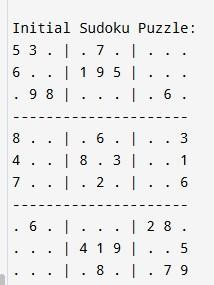 Initial Sudoku Puzzle:
5 3 . | . 7 . | . . .
6 . . | 1 9 5 | . . .
. 9 8 | . . . | . 6 .
---------------------
8 . . | . 6 . | . . 3
4 . . | 8 . 3 | . . 1
7 . . | . 2 . | . . 6
---------------------
. 6 . | . . . | 2 8 .
. . . | 4 1 9 | . . 5
. . . | . 8 . | . 7 9